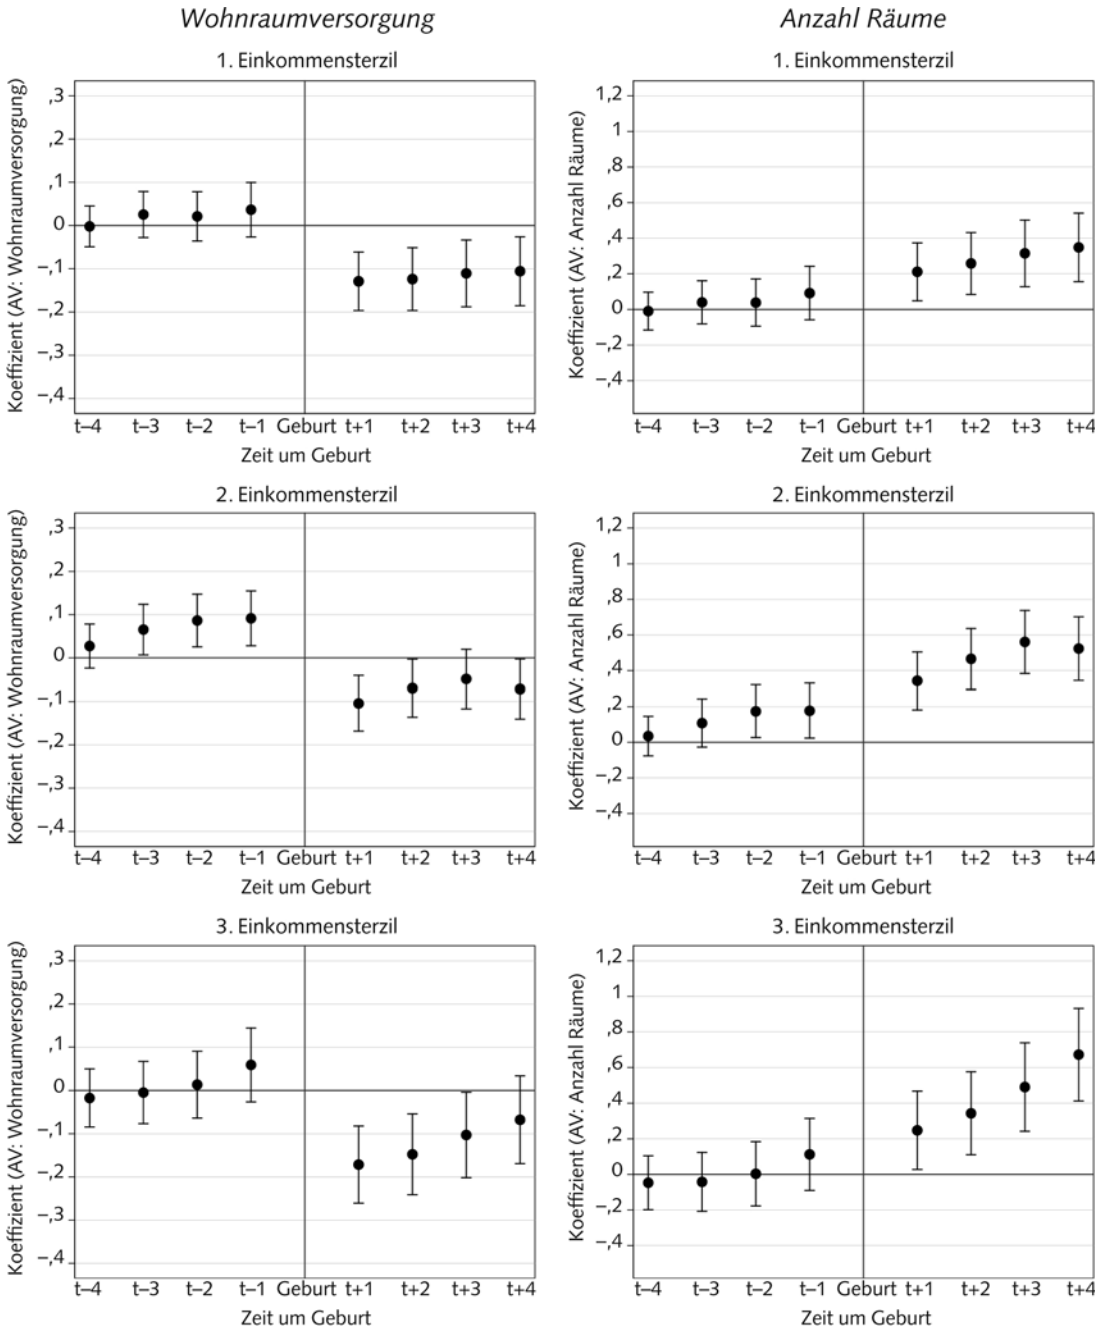 Wohnraumversorgung
Anzahl Räume
1. Einkommensterzil
Koeffizient (AV: Wohnraumversorgung)
,3
,2
,1
0
–,1
–,2
–,3
–,4
t–4 t–3 t–2 t–1 Geburt t+1 t+2 t+3 t+4
Zeit um Geburt
1. Einkommensterzil
Koeffizient (AV: Anzahl Räume)
1,2
1
,8
,6
,4
,2
0
–,2
–,4
t–4 t–3 t–2 t–1 Geburt t+1 t+2 t+3 t+4
Zeit um Geburt
2. Einkommensterzil
Koeffizient (AV: Wohnraumversorgung)
,3
,2
,1
0
–,1
–,2
–,3
–,4
t–4 t–3 t–2 t–1 Geburt t+1 t+2 t+3 t+4
Zeit um Geburt
2. Einkommensterzil
Koeffizient (AV: Anzahl Räume)
1,2
1
,8
,6
,4
,2
0
–,2
–,4
t–4 t–3 t–2 t–1 Geburt t+1 t+2 t+3 t+4
Zeit um Geburt
3. Einkommensterzil
Koeffizient (AV: Wohnraumversorgung)
,3
,2
,1
0
–,1
–,2
–,3
–,4
t–4 t–3 t–2 t–1 Geburt t+1 t+2 t+3 t+4
Zeit um Geburt
3. Einkommensterzil
Koeffizient (AV: Anzahl Räume)
1,2
1
,8
,6
,4
,2
0
–,2
–,4
t–4 t–3 t–2 t–1 Geburt t+1 t+2 t+3 t+4
Zeit um Geburt